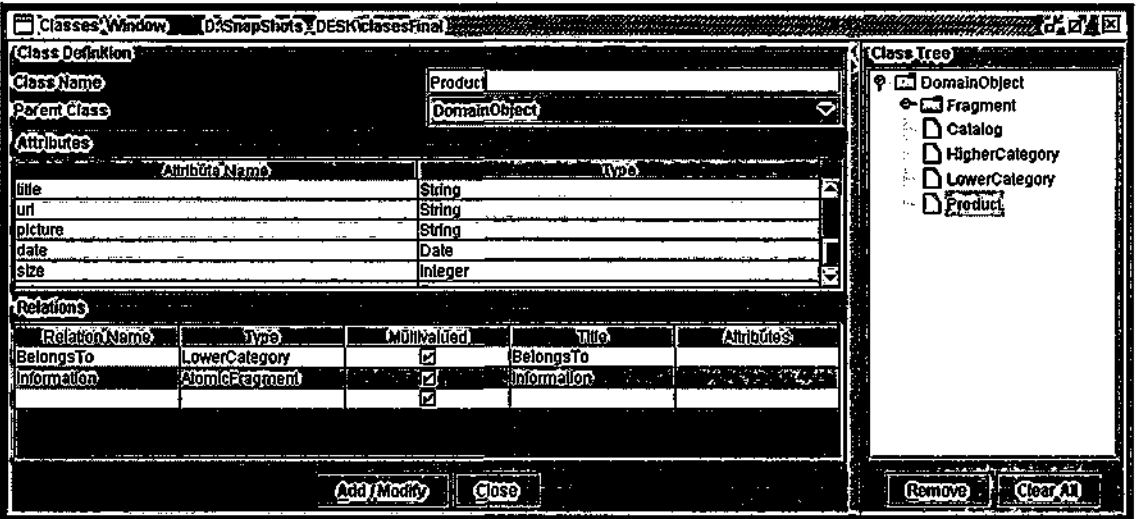 Classes Window D:\SnapShots_DESK\clasesFinal
Class Definition
Class Name Product
Parent Class DomainObject
Attributes
Attribute Name Type
title String
url String
picture String
date Date
size Integer
Relations
Relation Name Type Multivalued Title Attributes
BelongsTo LowerCategory BelongsTo
Information AtomicFragment Information
Add / Modify Close
Class Tree
DomainObject
Fragment
Catalog
HigherCategory
LowerCategory
Product
Remove Clear All